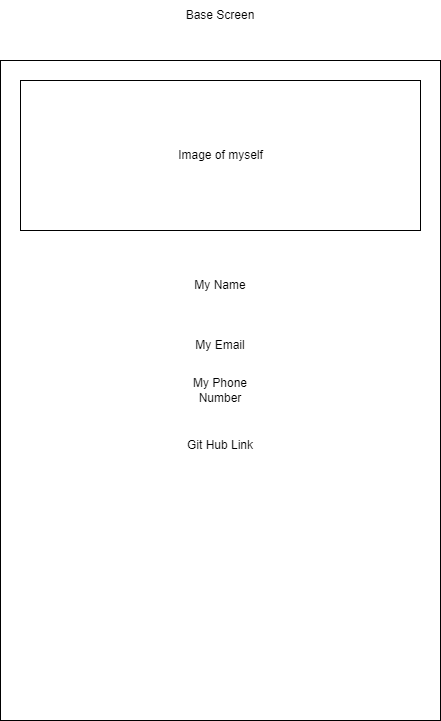 Base Screen
Image of myself
My Name
My Email
My Phone
Number
Git Hub Link